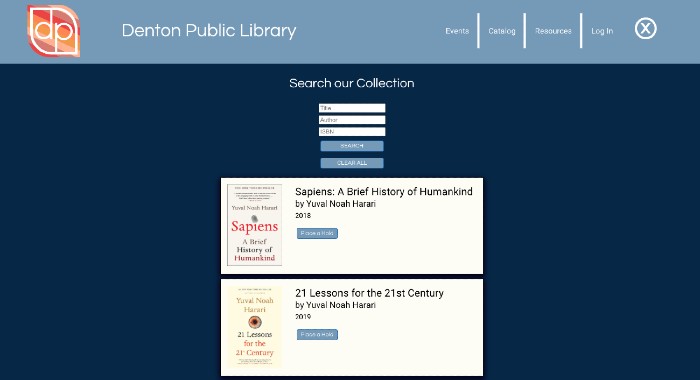 dp
Denton Public Library
Events
Catalog
Resources
Log In
X
Search our Collection
Title
Author
ISBN
SEARCH
CLEAR ALL
Yuval Noah Harari
Sapiens
A Brief
History of
Humankind
Sapiens: A Brief History of Humankind
by Yuval Noah Harari
2018
Place a Hold
Yuval Noah
Harari
21 Lessons
for the
21st Century
21 Lessons for the 21st Century
by Yuval Noah Harari
2019
Place a Hold